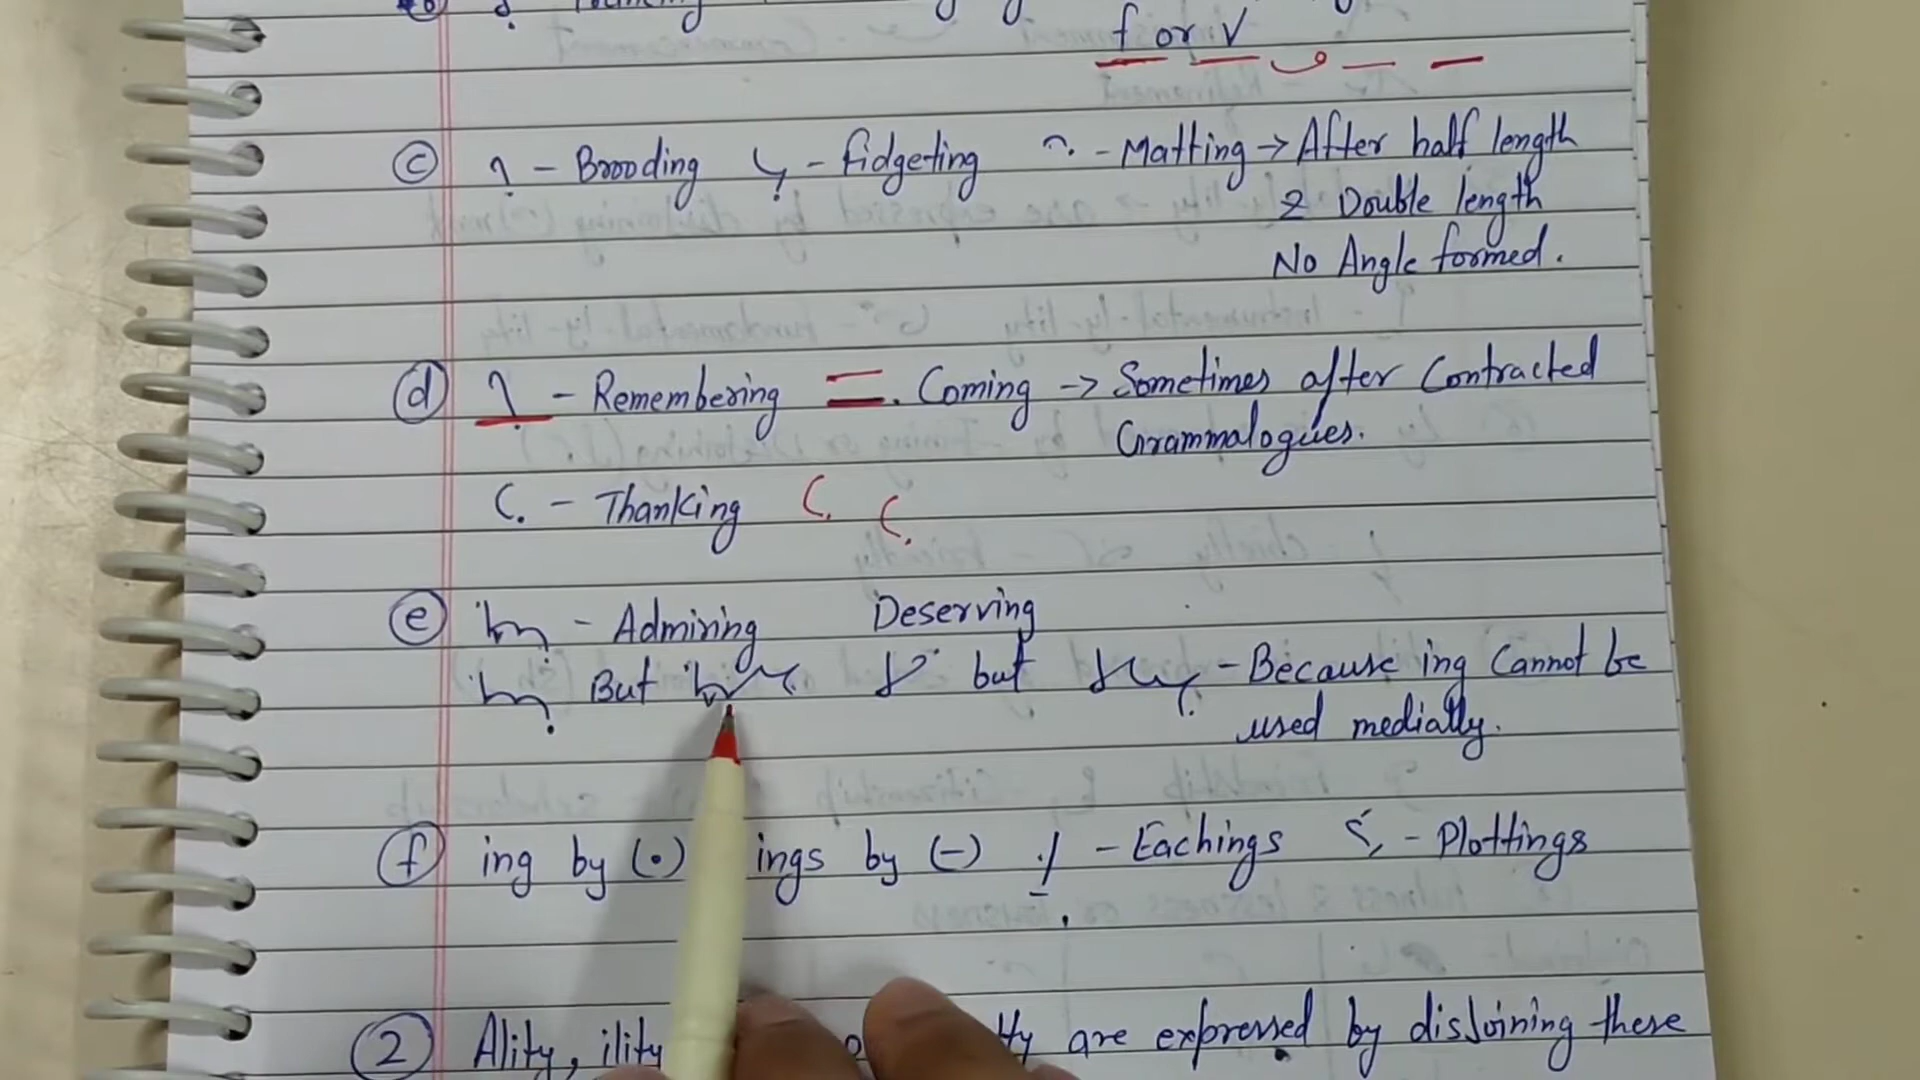 f or V
(c) - Brooding - fidgeting - Matting → After half length
& Double length
No Angle formed.
(d) - Remembering . Coming → Sometimes after Contracted
Grammalogues.
- Thanking
(e) - Admiring Deserving
But but - Because ing Cannot be
used medially.
(f) ing by (•) ings by (-) - Eachings - Plottings
(2) Ality, ility are expressed by disjoining these